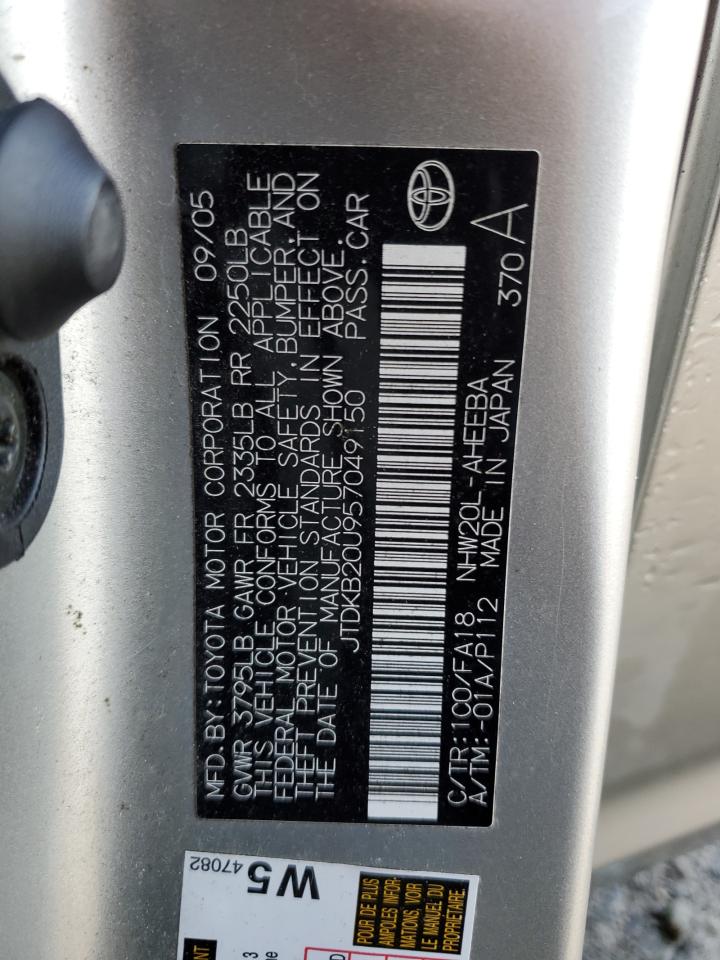 MFD.BY:TOYOTA MOTOR CORPORATION 09/05
GVWR 3795LB GAWR FR 2335LB RR 2250LB
THIS VEHICLE CONFORMS TO ALL APPLICABLE
FEDERAL MOTOR VEHICLE SAFETY, BUMPER, AND
THEFT PREVENTION STANDARDS IN EFFECT ON
THE DATE OF MANUFACTURE SHOWN ABOVE.
JTDKB20U957049150 PASS.CAR
C/TR:1C0/FA18 NHW20L-AHEEBA 370
A/TM:-01A/P112 MADE IN JAPAN A
W5
47082
POUR DE PLUS
AMPLES INFOR-
MATIONS, VOIR
LE MANUEL DU
PROPRIÉTAIRE.